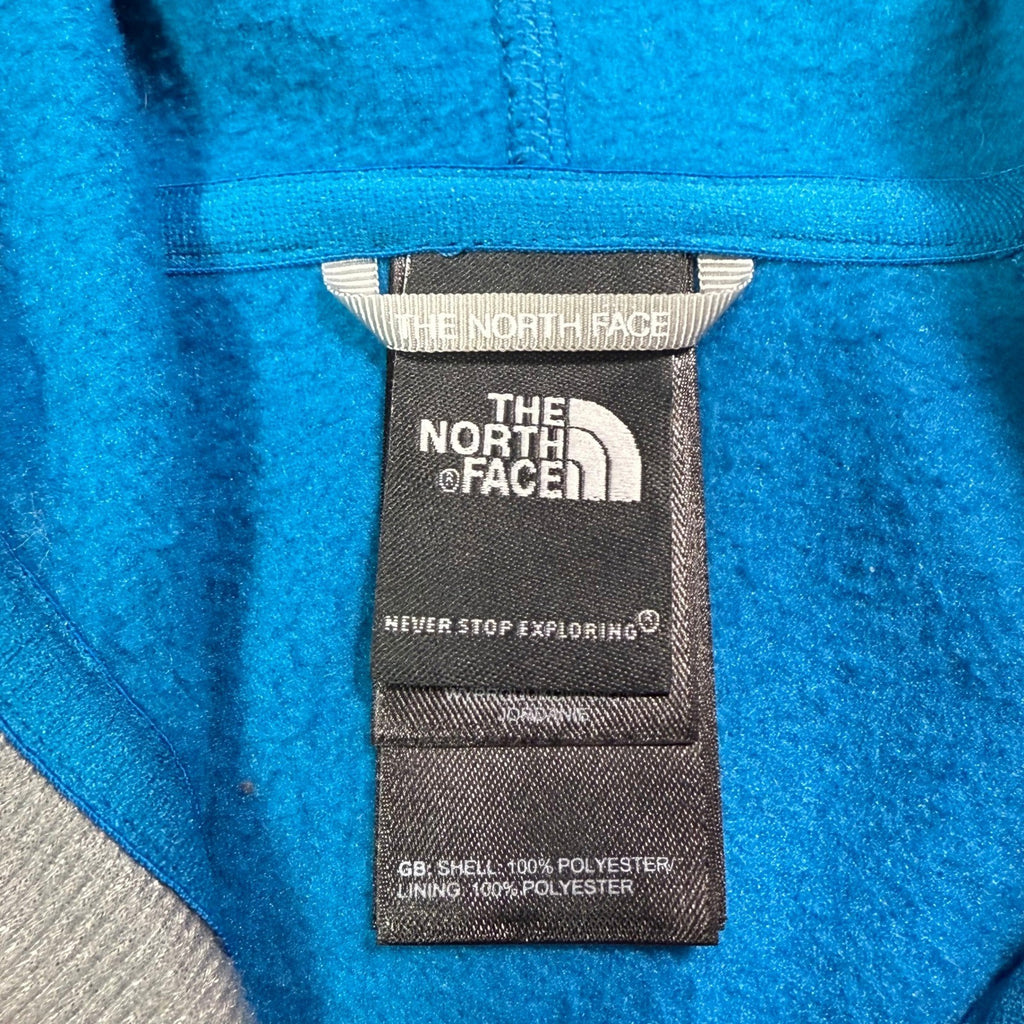 THE NORTH FACE
THE
NORTH
®FACE
NEVER STOP EXPLORING®
GB: SHELL: 100% POLYESTER/
LINING: 100% POLYESTER